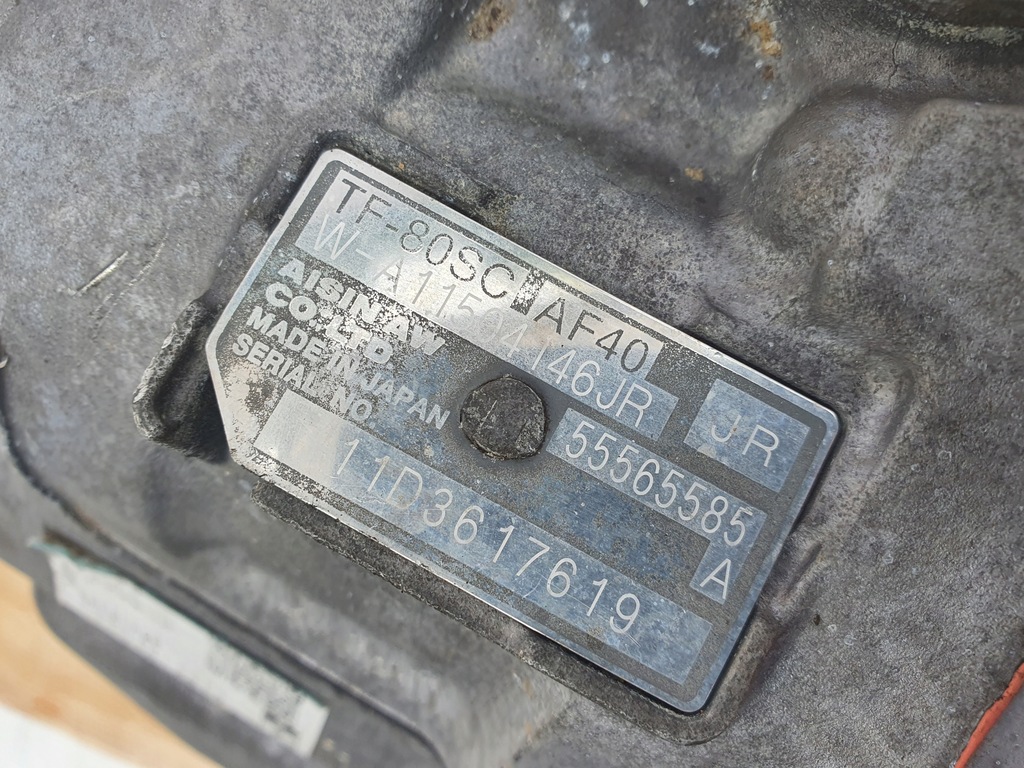 TF-80SC AF40
W-A11504146JR
JR
AISIN AW
CO.,LTD
MADE IN JAPAN
SERIAL NO.
55565585
A
11D3617619